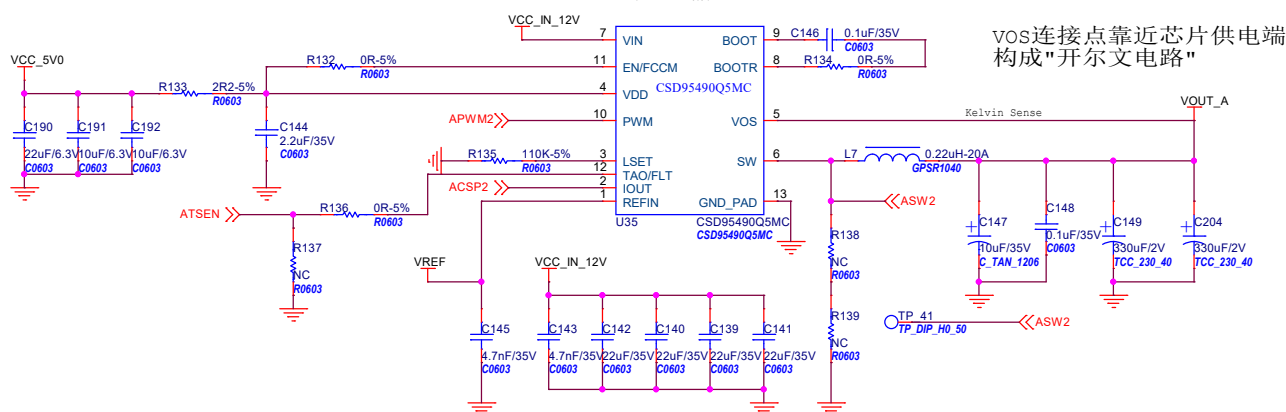 VCC_IN_12V
7
VIN
BOOT
9
C146
0.1uF/35V
C0603
VOS连接点靠近芯片供电端
构成"开尔文电路"
VCC_5V0
R132
0R-5%
R0603
11
EN/FCCM
BOOTR
8
R134
0R-5%
R0603
R133
2R2-5%
R0603
4
VDD
CSD95490Q5MC
VOUT_A
C190
22uF/6.3V
C0603
C191
10uF/6.3V
C0603
C192
10uF/6.3V
C0603
C144
2.2uF/35V
C0603
APWM2
10
PWM
VOS
5
Kelvin Sense
R135
110K-5%
R0603
3
LSET
SW
6
L7
0.22uH-20A
GPSR1040
12
TAO/FLT
ACSP2
2
IOUT
1
REFIN
GND_PAD
13
U35
CSD95490Q5MC
CSD95490Q5MC
ATSEN
R136
0R-5%
R0603
R137
NC
R0603
ASW2
R138
NC
R0603
C147
10uF/35V
C_TAN_1206
C148
0.1uF/35V
C0603
C149
330uF/2V
TCC_230_40
C204
330uF/2V
TCC_230_40
VREF
VCC_IN_12V
C145
4.7nF/35V
C0603
C143
4.7nF/35V
C0603
C142
22uF/35V
C0603
C140
22uF/35V
C0603
C139
22uF/35V
C0603
C141
22uF/35V
C0603
R139
NC
R0603
TP_41
TP_DIP_H0_50
ASW2